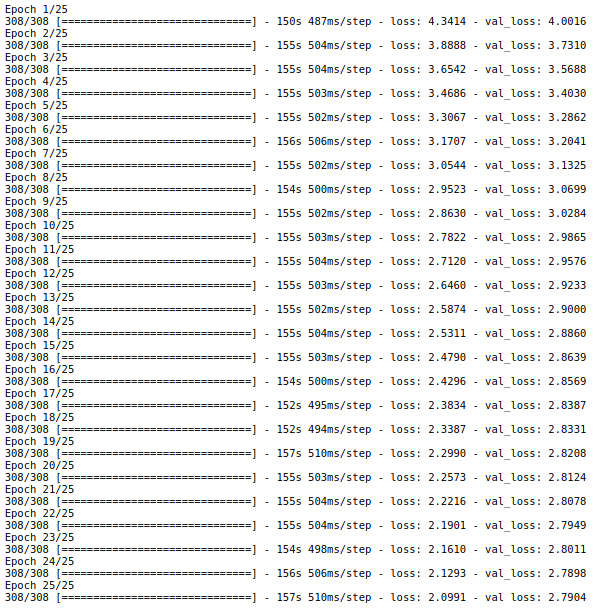 Epoch 1/25
308/308 [==============================] - 150s 487ms/step - loss: 4.3414 - val_loss: 4.0016
Epoch 2/25
308/308 [==============================] - 155s 504ms/step - loss: 3.8888 - val_loss: 3.7310
Epoch 3/25
308/308 [==============================] - 155s 504ms/step - loss: 3.6542 - val_loss: 3.5688
Epoch 4/25
308/308 [==============================] - 155s 503ms/step - loss: 3.4686 - val_loss: 3.4030
Epoch 5/25
308/308 [==============================] - 155s 502ms/step - loss: 3.3067 - val_loss: 3.2862
Epoch 6/25
308/308 [==============================] - 156s 506ms/step - loss: 3.1707 - val_loss: 3.2041
Epoch 7/25
308/308 [==============================] - 155s 502ms/step - loss: 3.0544 - val_loss: 3.1325
Epoch 8/25
308/308 [==============================] - 154s 500ms/step - loss: 2.9523 - val_loss: 3.0699
Epoch 9/25
308/308 [==============================] - 155s 502ms/step - loss: 2.8630 - val_loss: 3.0284
Epoch 10/25
308/308 [==============================] - 155s 503ms/step - loss: 2.7822 - val_loss: 2.9865
Epoch 11/25
308/308 [==============================] - 155s 504ms/step - loss: 2.7120 - val_loss: 2.9576
Epoch 12/25
308/308 [==============================] - 155s 503ms/step - loss: 2.6460 - val_loss: 2.9233
Epoch 13/25
308/308 [==============================] - 155s 502ms/step - loss: 2.5874 - val_loss: 2.9000
Epoch 14/25
308/308 [==============================] - 155s 504ms/step - loss: 2.5311 - val_loss: 2.8860
Epoch 15/25
308/308 [==============================] - 155s 503ms/step - loss: 2.4790 - val_loss: 2.8639
Epoch 16/25
308/308 [==============================] - 154s 500ms/step - loss: 2.4296 - val_loss: 2.8569
Epoch 17/25
308/308 [==============================] - 152s 495ms/step - loss: 2.3834 - val_loss: 2.8387
Epoch 18/25
308/308 [==============================] - 152s 494ms/step - loss: 2.3387 - val_loss: 2.8331
Epoch 19/25
308/308 [==============================] - 157s 510ms/step - loss: 2.2990 - val_loss: 2.8208
Epoch 20/25
308/308 [==============================] - 155s 503ms/step - loss: 2.2573 - val_loss: 2.8124
Epoch 21/25
308/308 [==============================] - 155s 504ms/step - loss: 2.2216 - val_loss: 2.8078
Epoch 22/25
308/308 [==============================] - 155s 504ms/step - loss: 2.1901 - val_loss: 2.7949
Epoch 23/25
308/308 [==============================] - 154s 498ms/step - loss: 2.1610 - val_loss: 2.8011
Epoch 24/25
308/308 [==============================] - 156s 506ms/step - loss: 2.1293 - val_loss: 2.7898
Epoch 25/25
308/308 [==============================] - 157s 510ms/step - loss: 2.0991 - val_loss: 2.7904